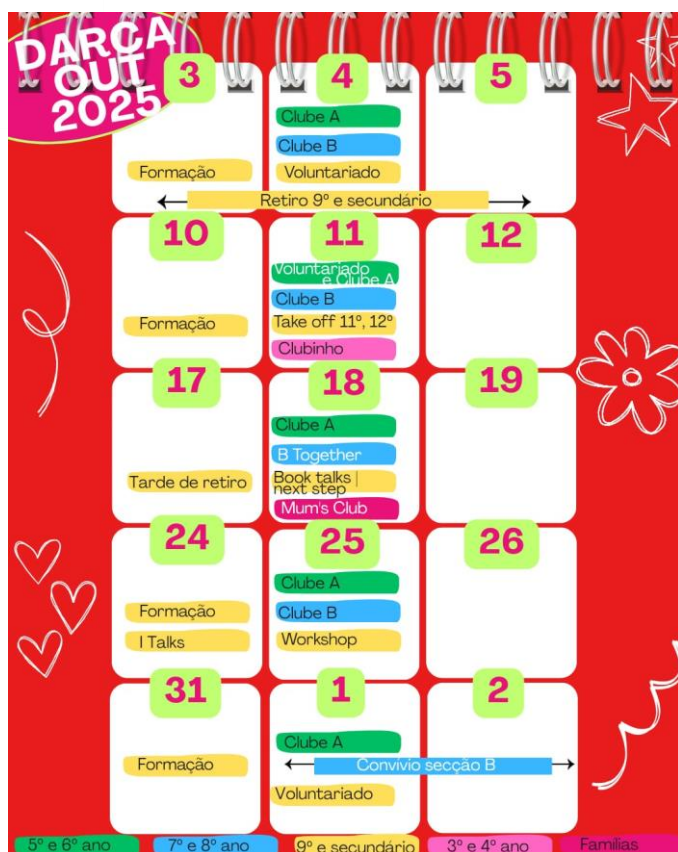 DARCA
OUT
2025
3
4
5
Clube A
Clube B
Formação
Voluntariado
Retiro 9º e secundário
10
11
12
Voluntariado
e Clube A
Clube B
Formação
Take off 11º, 12º
Clubinho
17
18
19
Clube A
B Together
Tarde de retiro
Book talks |
next step
Mum's Club
24
25
26
Clube A
Formação
Clube B
I Talks
Workshop
31
1
2
Clube A
Formação
Convívio secção B
Voluntariado
5º e 6º ano
7º e 8º ano
9º e secundário
3º e 4º ano
Famílias